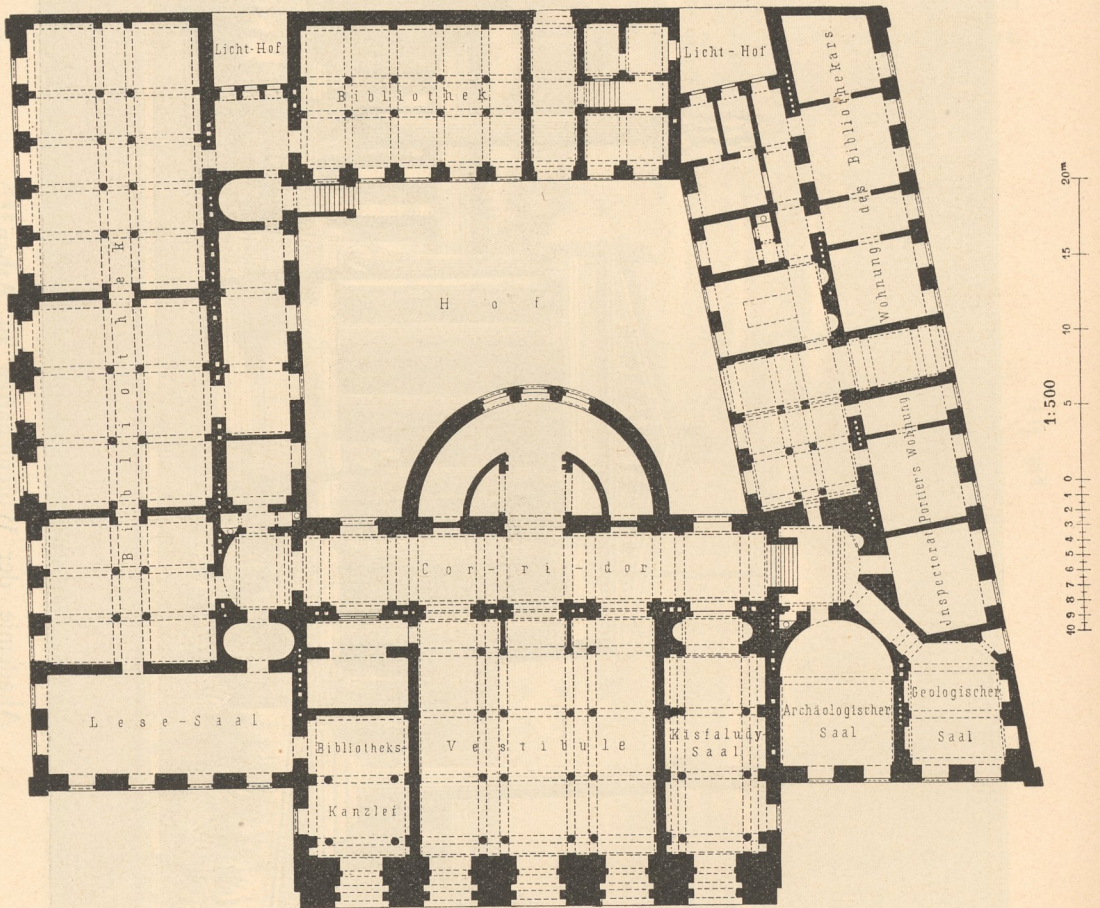 Licht-Hof
Bibliothek
Licht-Hof
Wohnung des Bibliothekars
Bibliothek
Hof
Jnspectorat Portier's Wohnung
Cor-ri-dor
Lese-Saal
Bibliotheks-
Kanzlei
Vestibule
Kisfaludy-
Saal
Archäologischer
Saal
Geologischer
Saal
1:500
10 9 8 7 6 5 4 3 2 1 0 5 10 15 20m